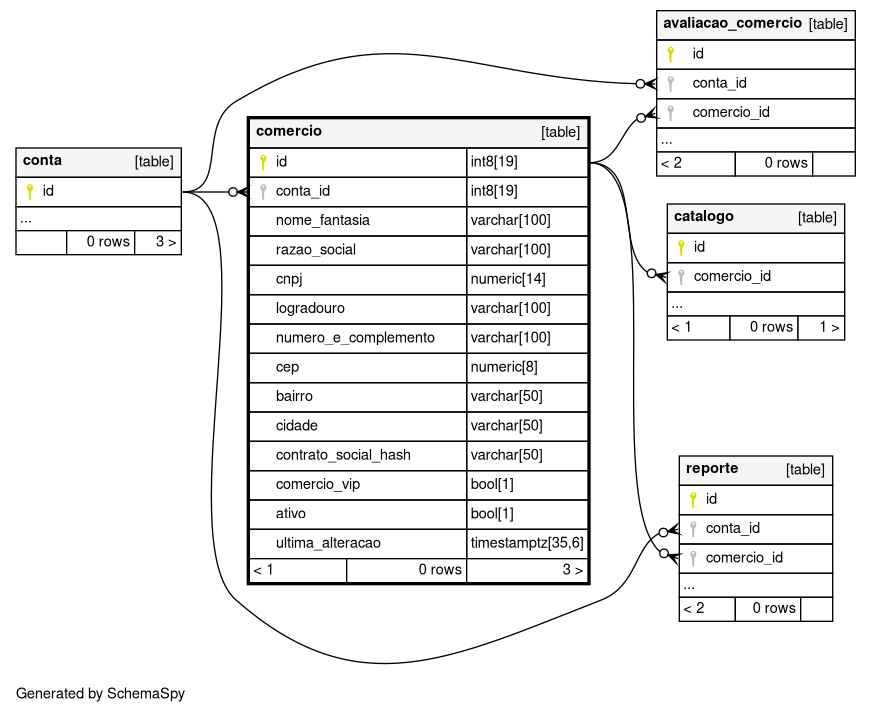 avaliacao_comercio [table]
id
conta_id
comercio_id
...
< 2 0 rows
comercio [table]
id int8[19]
conta_id int8[19]
nome_fantasia varchar[100]
razao_social varchar[100]
cnpj numeric[14]
logradouro varchar[100]
numero_e_complemento varchar[100]
cep numeric[8]
bairro varchar[50]
cidade varchar[50]
contrato_social_hash varchar[50]
comercio_vip bool[1]
ativo bool[1]
ultima_alteracao timestamptz[35,6]
< 1 0 rows 3 >
conta [table]
id
...
0 rows 3 >
catalogo [table]
id
comercio_id
...
< 1 0 rows 1 >
reporte [table]
id
conta_id
comercio_id
...
< 2 0 rows
Generated by SchemaSpy